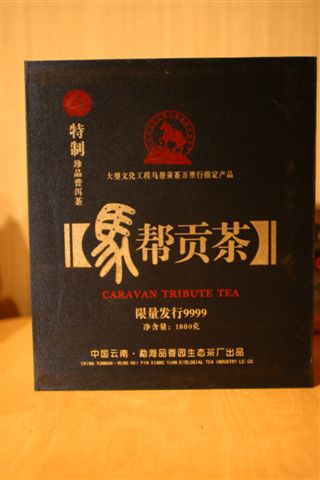 特制
珍品普洱茶
大型文化工程马帮贡茶万里行指定产品
馬帮贡茶
CARAVAN TRIBUTE TEA
限量发行9999
净含量：1800克
中国云南·勐海品香园生态茶厂出品
CHINA YUNNAN·MENG HAI PIN XIANG YUAN BIOLOGIAL TEA INDUSTRY LD CO.